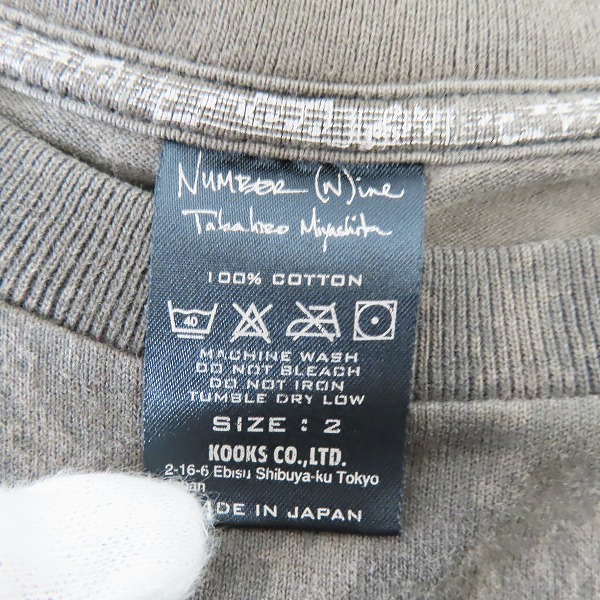 NUMBER (N)ine
Takahiro Miyashita
100% COTTON
40
MACHINE WASH
DO NOT BLEACH
DO NOT IRON
TUMBLE DRY LOW
SIZE : 2
KOOKS CO.,LTD.
2-16-6 Ebisu Shibuya-ku Tokyo
pan
DE IN JAPAN